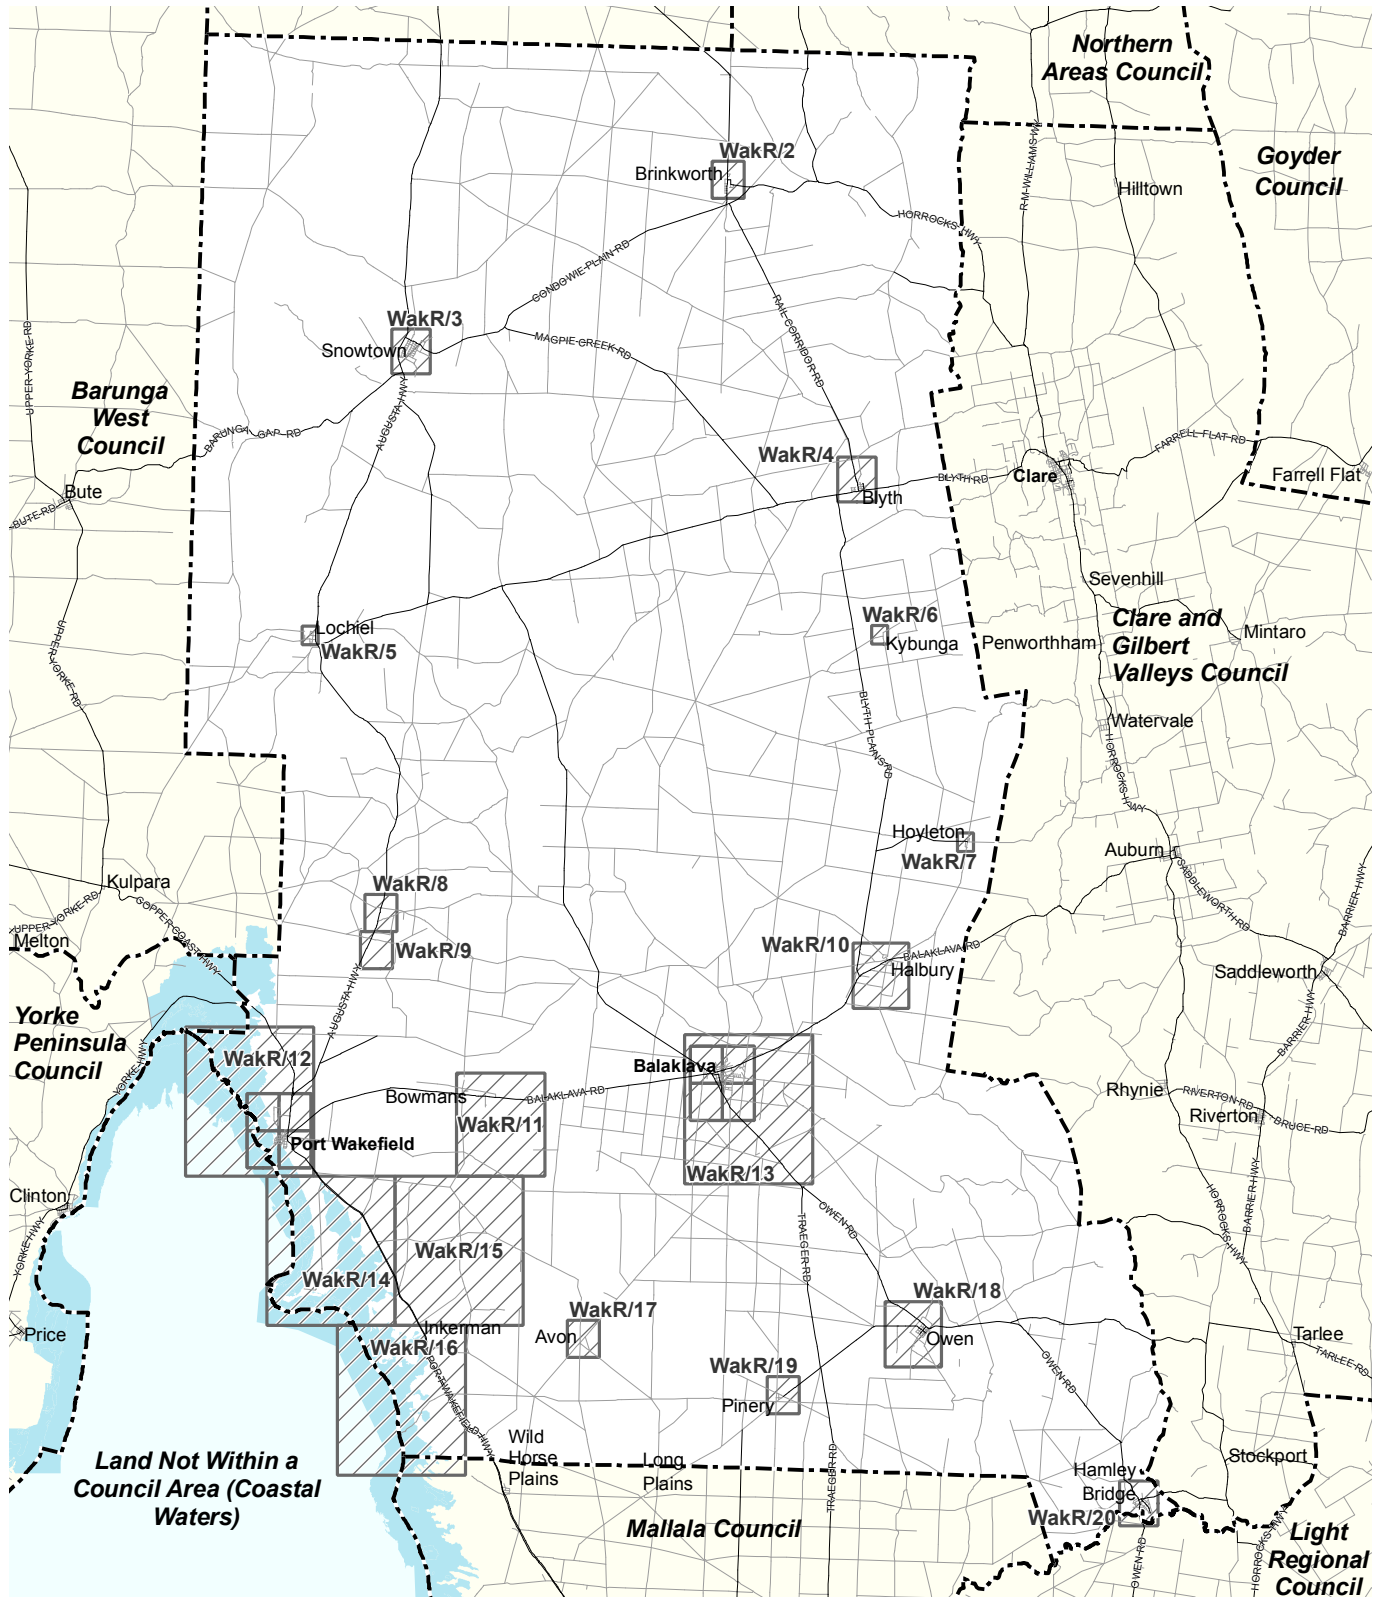 Northern
Areas Council
WakR/2
Brinkworth
R M WILLIAMS WY
Goyder
Council
Hilltown
HORROCKS HWY
CONDOWIE PLAIN RD
RAIL CORRIDOR RD
WakR/3
Snowtown
MAGPIE CREEK RD
UPPER YORKE RD
Barunga
West
Council
AUGUSTA HWY
BARUNGA GAP RD
FARRELL FLAT RD
WakR/4
Blyth
BLYTH RD
Clare
Farrell Flat
Bute
BUTE RD
Sevenhill
WakR/6
Kybunga
Lochiel
WakR/5
Penworthham
Clare and
Gilbert
Valleys Council
Mintaro
UPPER YORKE RD
BLYTH PLAINS RD
Watervale
HORROCKS HWY
Hoyleton
WakR/7
Auburn
SADDLEWORTH RD
BARRIER HWY
Kulpara
COPPER COAST HWY
UPPER YORKE RD
Melton
WakR/8
WakR/9
WakR/10
BALAKLAVA RD
Halbury
Saddleworth
AUGUSTA HWY
Yorke
Peninsula
Council
YORKE HWY
WakR/12
BARRIER HWY
Balaklava
Bowmans
BALAKLAVA RD
WakR/11
Port Wakefield
WakR/13
Rhynie
RIVERTON RD
Riverton
BRUCE RD
Clinton
YORKE HWY
OWEN RD
TRAEGER RD
HORROCKS HWY
BARRIER HWY
WakR/15
WakR/14
WakR/17
Avon
WakR/18
Owen
Inkerman
WakR/16
Price
Tarlee
TARLEE RD
PORT WAKEFIELD HWY
WakR/19
Pinery
OWEN RD
Wild
Horse
Plains
Long
Plains
TRAEGER RD
Land Not Within a
Council Area (Coastal
Waters)
Stockport
Hamley
Bridge
WakR/20
Mallala Council
OWEN RD
HORROCKS HWY
Light
Regional
Council